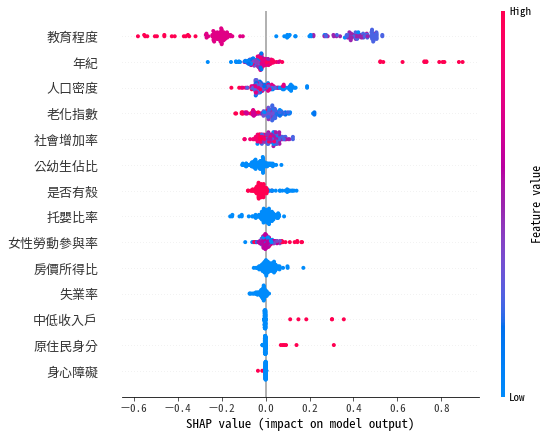 High
教育程度
年紀
人口密度
老化指數
社會增加率
公幼生佔比
是否有殼
托嬰比率
女性勞動參與率
房價所得比
失業率
中低收入戶
原住民身分
身心障礙
Feature value
Low
−0.6 −0.4 −0.2 0.0 0.2 0.4 0.6 0.8
SHAP value (impact on model output)